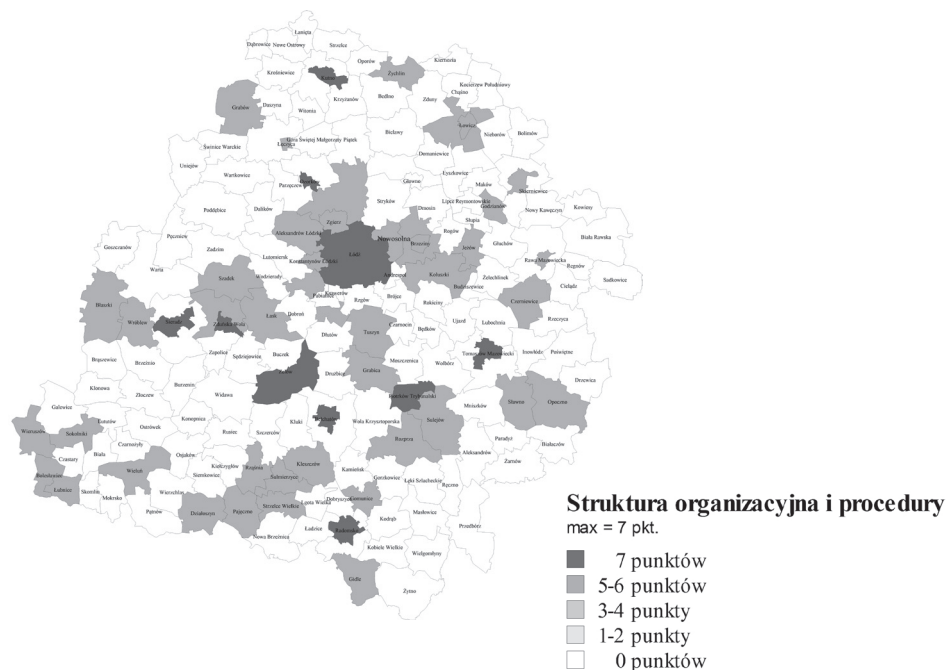 Łanięta
Dąbrowice Nowe Ostrowy Strzelce
Oporów Kiernozia
Krośniewice Żychlin
Kutno Kocierzew Południowy
Bedlno Chąśno
Grabów Daszyna Krzyżanów Zduny
Witonia
Łowicz
Bielawy Nieborów Bolimów
Góra Świętej Małgorzaty Piątek
Łęczyca
Świnice Warckie Domaniewice
Uniejów Wartkowice Łyszkowice
Parzęczew Głowno Maków Skierniewice
Lipce Reymontowskie Godzianów
Poddębice Dalików Stryków Dmosin Nowy Kawęczyn Kowiesy
Zgierz Słupia
Aleksandrów Łódzki Rogów
Pęczniew Nowosolna Głuchów Biała Rawska
Goszczanów Zadzim Brzeziny Jeżów
Lutomiersk Łódź Rawa Mazowiecka
Konstantynów Łódzki Regnów
Warta Andrespol Koluszki Żelechlinek Sadkowice
Szadek Wodzierady Budziszewice Cielądz
Pabianice Ksawerów
Błaszki Rzgów Brójce Rokiciny Czerniewice
Łask Dobroń
Wróblew Sieradz Zduńska Wola Tuszyn Czarnocin Będków Ujazd Lubochnia Rzeczyca
Dłutów
Brąszewice Brzeźnio Zapolice Sędziejowice Buczek Moszczenica Wolbórz Tomaszów Mazowiecki Inowłódz Poświętne
Zelów Drużbice Grabica
Klonowa Złoczew Burzenin Widawa Drzewica
Piotrków Trybunalski
Galewice Mniszków Sławno Opoczno
Bełchatów
Konopnica Kluki Wola Krzysztoporska Sulejów
Wieruszów Sokolniki Lututów Ostrówek Rusiec Szczerców
Czarnożyły Rozprza Paradyż Białaczów
Czastary Biała Osjaków Aleksandrów
Kiełczygłów Rząśnia Kleszczów Kamieńsk Żarnów
Bolesławiec Wieluń Siemkowice Sulmierzyce Gorzkowice Łęki Szlacheckie Ręczno
Łubnice Skomlin Mokrsko Wierzchlas
Lgota Wielka Dobryszyce Gomunice
Pątnów Działoszyn Pajęczno Strzelce Wielkie Masłowice
Ładzice Radomsko Kodrąb Przedbórz
Nowa Brzeźnica
Kobiele Wielkie Wielgomłyny
Gidle Żytno
Struktura organizacyjna i procedury
max = 7 pkt.
7 punktów
5-6 punktów
3-4 punkty
1-2 punkty
0 punktów